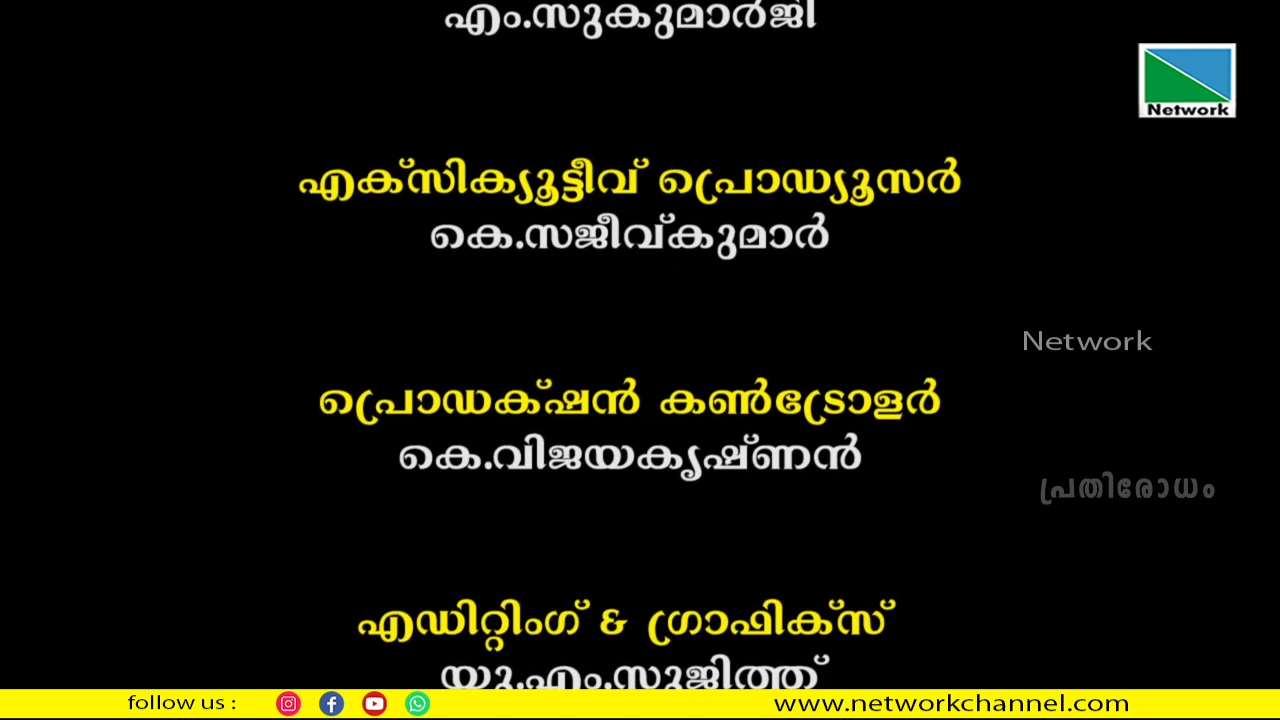 എം.സുകുമാർജി
Network
എക്സിക്യൂട്ടീവ് പ്രൊഡ്യൂസർ
കെ.സജീവ്കുമാർ
Network
പ്രൊഡക്ഷൻ കൺട്രോളർ
കെ.വിജയകൃഷ്ണൻ
പ്രതിരോധം
എഡിറ്റിംഗ് & ഗ്രാഫിക്സ്
യു.എം.സുജിത്ത്
follow us : www.networkchannel.com